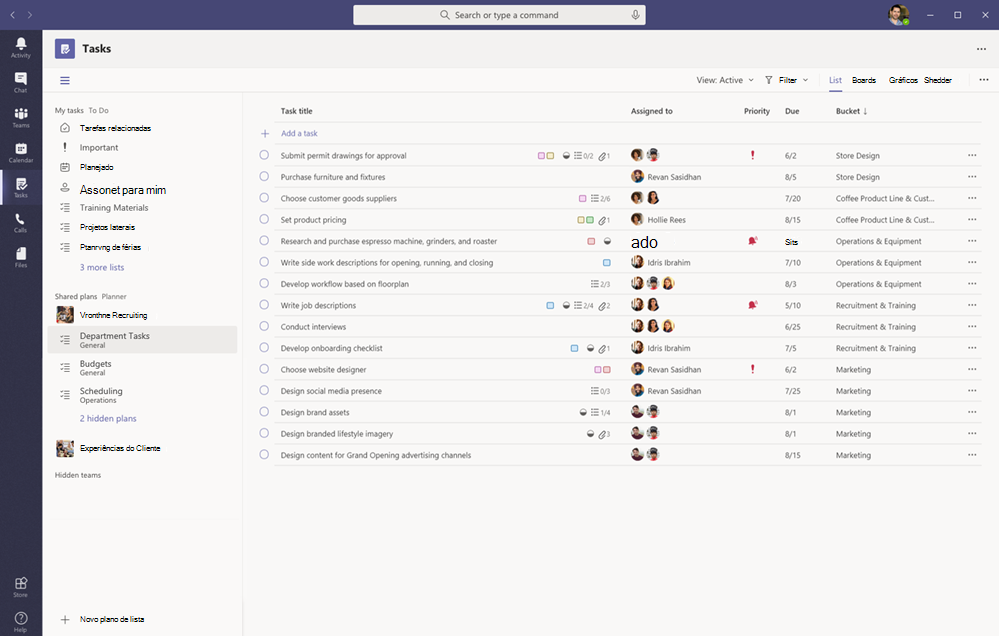 Search or type a command
Activity
Chat
Teams
Calendar
Tasks
Calls
Files
Store
Help
Tasks
View: Active Filter List Boards Gráficos Shedder
My tasks To Do
Tarefas relacionadas
Important
Planejado
Assonet para mim
Training Materials
Projetos laterais
Ptanrvng de férias
3 more lists
Shared plans Planner
Vronthne Recruiting
Department Tasks
General
Budgets
General
Scheduling
Operations
2 hidden plans
Experiências do Cliente
Hidden teams
Novo plano de lista
Task title Assigned to Priority Due Bucket ↓
Add a task
Submit permit drawings for approval 0/2 1 6/2 Store Design
Purchase furniture and fixtures Revan Sasidhan 8/5 Store Design
Choose customer goods suppliers 2/6 7/20 Coffee Product Line & Cust...
Set product pricing 1 Hollie Rees 8/15 Coffee Product Line & Cust...
Research and purchase espresso machine, grinders, and roaster ado Sits Operations & Equipment
Write side work descriptions for opening, running, and closing Idris Ibrahim 7/10 Operations & Equipment
Develop workflow based on floorplan 2/3 8/3 Operations & Equipment
Write job descriptions 2/4 2 5/10 Recruitment & Training
Conduct interviews 6/25 Recruitment & Training
Develop onboarding checklist 1 Idris Ibrahim 7/5 Recruitment & Training
Choose website designer Revan Sasidhan 6/2 Marketing
Design social media presence 0/3 Revan Sasidhan 7/25 Marketing
Design brand assets 1/4 8/1 Marketing
Design branded lifestyle imagery 3 8/1 Marketing
Design content for Grand Opening advertising channels 8/15 Marketing